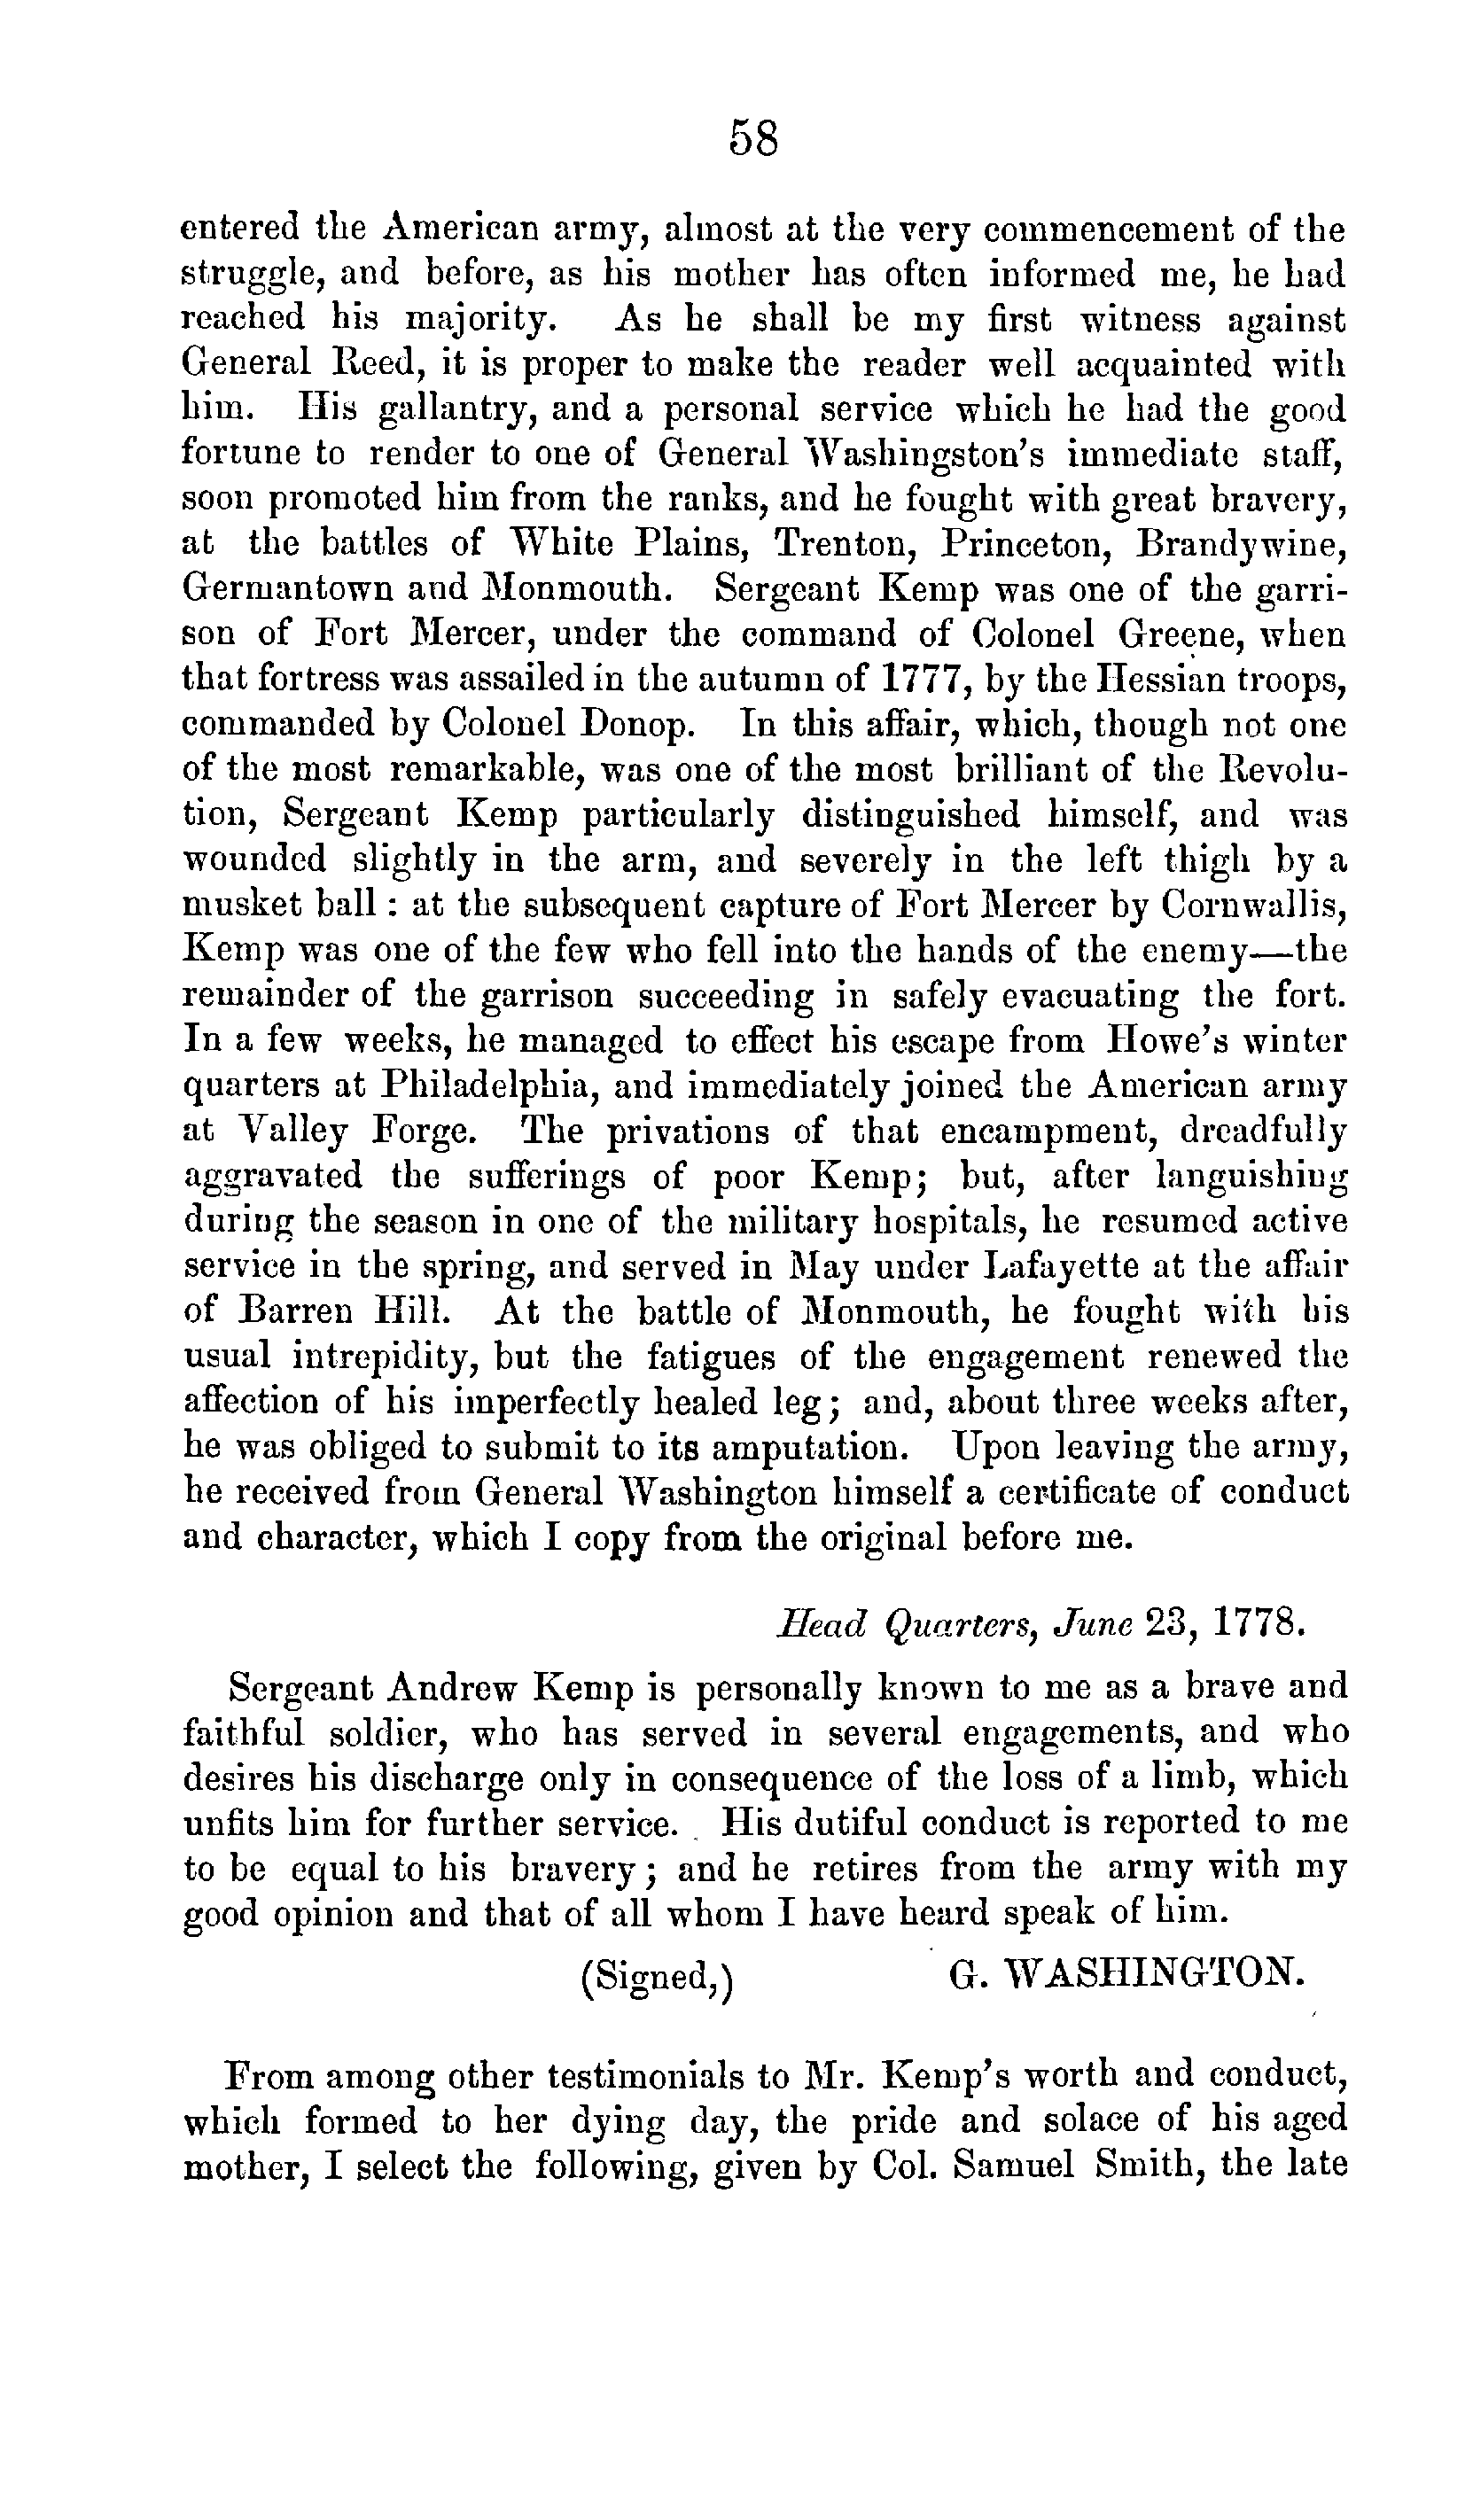 58
entered the American army, almost at the very commencement of the
struggle, and before, as his mother has often informed me, he had
reached his majority. As he shall be my first witness against
General Reed, it is proper to make the reader well acquainted with
him. His gallantry, and a personal service which he had the good
fortune to render to one of General Washingston's immediate staff,
soon promoted him from the ranks, and he fought with great bravery,
at the battles of White Plains, Trenton, Princeton, Brandywine,
Germantown and Monmouth. Sergeant Kemp was one of the garri-
son of Fort Mercer, under the command of Colonel Greene, when
that fortress was assailed in the autumn of 1777, by the Hessian troops,
commanded by Colonel Donop. In this affair, which, though not one
of the most remarkable, was one of the most brilliant of the Revolu-
tion, Sergeant Kemp particularly distinguished himself, and was
wounded slightly in the arm, and severely in the left thigh by a
musket ball : at the subsequent capture of Fort Mercer by Cornwallis,
Kemp was one of the few who fell into the hands of the enemy—the
remainder of the garrison succeeding in safely evacuating the fort.
In a few weeks, he managed to effect his escape from Howe's winter
quarters at Philadelphia, and immediately joined the American army
at Valley Forge. The privations of that encampment, dreadfully
aggravated the sufferings of poor Kemp; but, after languishing
during the season in one of the military hospitals, he resumed active
service in the spring, and served in May under Lafayette at the affair
of Barren Hill. At the battle of Monmouth, he fought with his
usual intrepidity, but the fatigues of the engagement renewed the
affection of his imperfectly healed leg; and, about three weeks after,
he was obliged to submit to its amputation. Upon leaving the army,
he received from General Washington himself a certificate of conduct
and character, which I copy from the original before me.
Head Quarters, June 23, 1778.
Sergeant Andrew Kemp is personally known to me as a brave and
faithful soldier, who has served in several engagements, and who
desires his discharge only in consequence of the loss of a limb, which
unfits him for further service. His dutiful conduct is reported to me
to be equal to his bravery; and he retires from the army with my
good opinion and that of all whom I have heard speak of him.
(Signed,) G. WASHINGTON.
From among other testimonials to Mr. Kemp's worth and conduct,
which formed to her dying day, the pride and solace of his aged
mother, I select the following, given by Col. Samuel Smith, the late